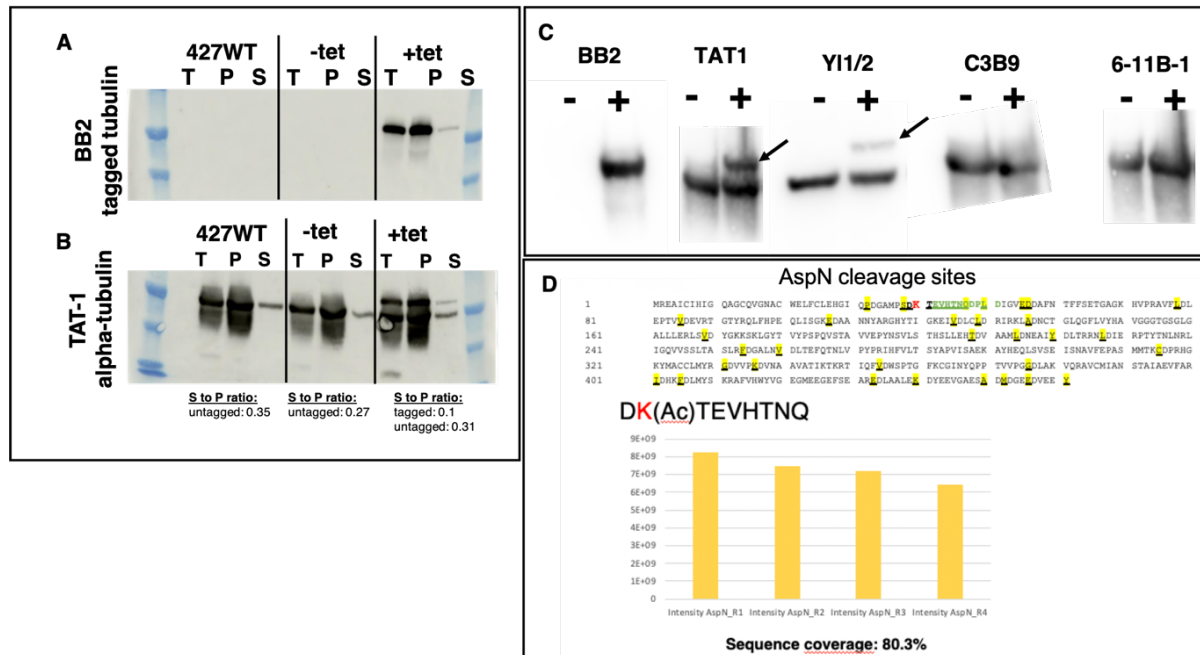 A
427WT -tet +tet
T P S T P S T P S
BB2
tagged tubulin
B
427WT -tet +tet
T P S T P S T P S
TAT-1
alpha-tubulin
S to P ratio: S to P ratio: S to P ratio:
untagged: 0.35 untagged: 0.27 tagged: 0.1
untagged: 0.31
C
BB2 TAT1 Yl1/2 C3B9 6-11B-1
- + - + - + - + - +
D
AspN cleavage sites
1 MREAICIHIG QAGCQVGNAC WELFCLEHGI QPDGAMPSDK TEVHTNQDPL DIGVEDDAFN TFFSETGAGK HVPRAVFLDL
81 EPTVVDEVRT GTYRQLFHPE QLISGKEDAA NNYARGHYTI GKEIVDLCLD RIRKLADNCT GLQGFLVYHA VGGGTGSGLG
161 ALLLERLSVD YGKKSKLGYT VYPSPQVSTA VVEPYNSVLS THSLLEHTDV AAMLDNEAIY DLTRRNLDIE RPTYTNLNRL
241 IGQVVSSLTA SLRFDGALNV DLTEFQTNLV PYPRIHFVLT SYAPVISAEK AYHEQLSVSE ISNAVFEPAS MMTKCDPRHG
321 KYMACCLMYR GDVVPKDVNA AVATIKTKRT IQFVDWSPTG FKCGINYQPP TVVPGGDLAK VQRAVCMIAN STAIAEVFAR
401 IDHKFDLMYS KRAFVHWYVG EGMEEGEFSE AREDLAALEK DYEEVGAESA DMDGEEDVEE Y
DK(Ac)TEVHTNQ
9E+09
8E+09
7E+09
6E+09
5E+09
4E+09
3E+09
2E+09
1E+09
0
Intensity AspN_R1 Intensity AspN_R2 Intensity AspN_R3 Intensity AspN_R4
Sequence coverage: 80.3%